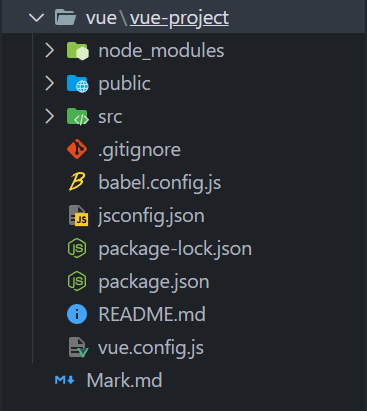 vue\vue-project
node_modules
public
src
.gitignore
babel.config.js
jsconfig.json
package-lock.json
package.json
README.md
vue.config.js
Mark.md